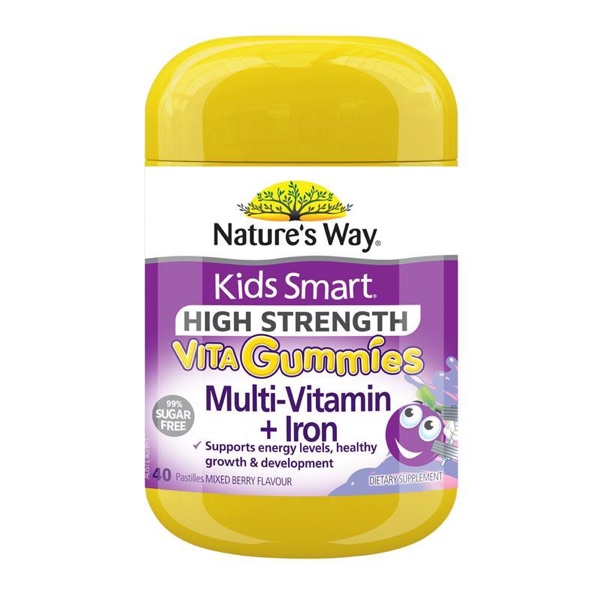 Nature's Way®
Kids Smart®
HIGH STRENGTH
VITA Gummies
99%
SUGAR
FREE
Multi-Vitamin
+ Iron
✓ Supports energy levels, healthy
growth & development
40 Pastilles MIXED BERRY FLAVOUR
DIETARY SUPPLEMENT